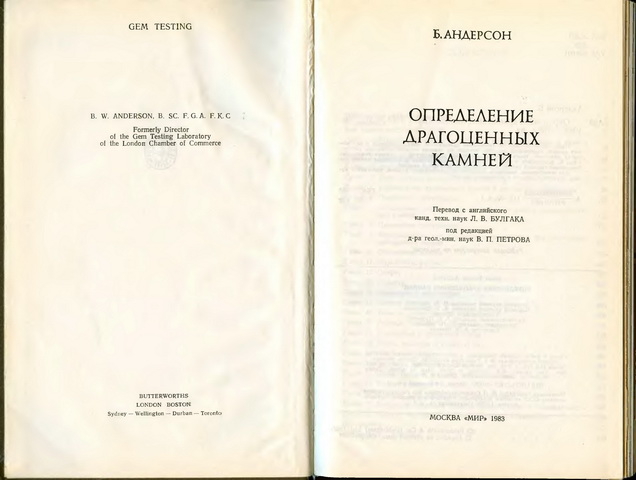 GEM TESTING
B. W. ANDERSON, B. SC. F. G. A. F. K. C
Formerly Director
of the Gem Testing Laboratory
of the London Chamber of Commerce
BUTTERWORTHS
LONDON BOSTON
Sydney — Wellington — Durban — Toronto
Б. АНДЕРСОН
ОПРЕДЕЛЕНИЕ
ДРАГОЦЕННЫХ
КАМНЕЙ
Перевод с английского
канд. техн. наук Л. В. БУЛГАКА
под редакцией
д-ра геол.-мин. наук В. П. ПЕТРОВА
МОСКВА «МИР» 1983